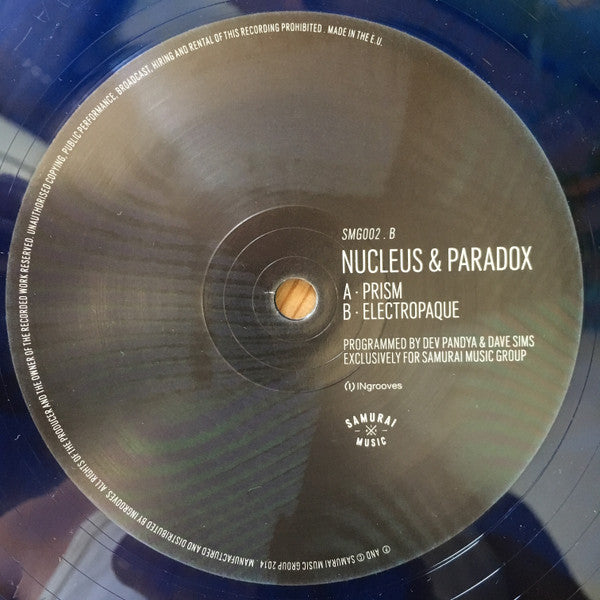 SMG002 . B
NUCLEUS & PARADOX
A · PRISM
B · ELECTROPAQUE
PROGRAMMED BY DEV PANDYA & DAVE SIMS
EXCLUSIVELY FOR SAMURAI MUSIC GROUP
INgrooves
SAMURAI
MUSIC
℗ AND © SAMURAI MUSIC GROUP 2014 . MANUFACTURED AND DISTRIBUTED BY INGROOVES. ALL RIGHTS OF THE PRODUCER AND THE OWNER OF THE RECORDED WORK RESERVED. UNAUTHORISED COPYING, PUBLIC PERFORMANCE, BROADCAST, HIRING AND RENTAL OF THIS RECORDING PROHIBITED . MADE IN THE E.U.